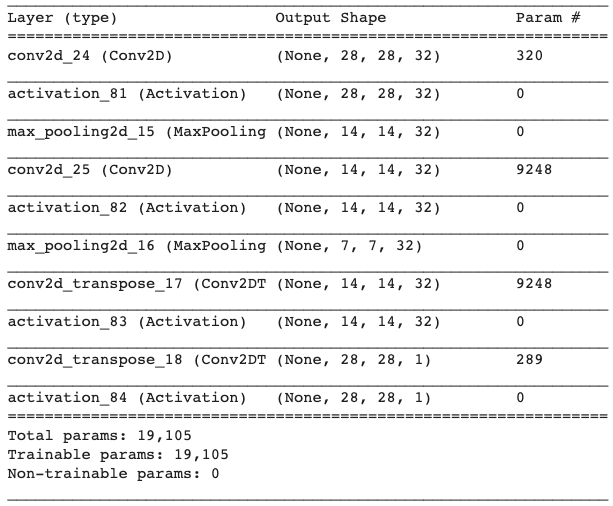 Layer (type) Output Shape Param #
=================================================================
conv2d_24 (Conv2D) (None, 28, 28, 32) 320
activation_81 (Activation) (None, 28, 28, 32) 0
max_pooling2d_15 (MaxPooling (None, 14, 14, 32) 0
conv2d_25 (Conv2D) (None, 14, 14, 32) 9248
activation_82 (Activation) (None, 14, 14, 32) 0
max_pooling2d_16 (MaxPooling (None, 7, 7, 32) 0
conv2d_transpose_17 (Conv2DT (None, 14, 14, 32) 9248
activation_83 (Activation) (None, 14, 14, 32) 0
conv2d_transpose_18 (Conv2DT (None, 28, 28, 1) 289
activation_84 (Activation) (None, 28, 28, 1) 0
=================================================================
Total params: 19,105
Trainable params: 19,105
Non-trainable params: 0